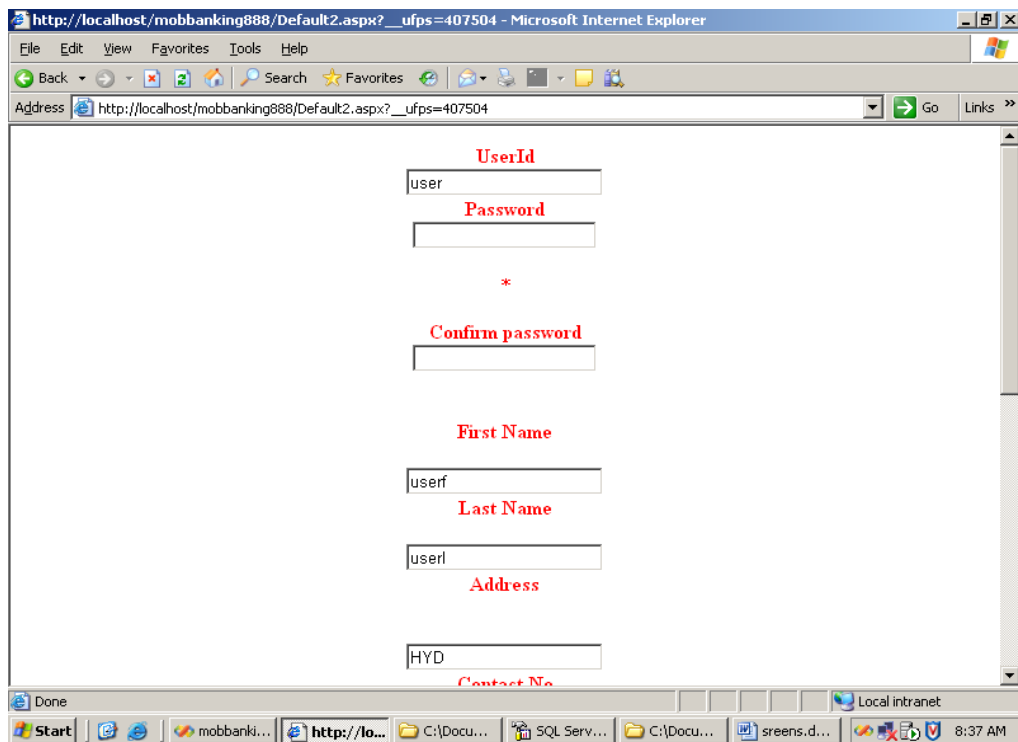 http://localhost/mobbanking888/Default2.aspx?__ufps=407504 - Microsoft Internet Explorer
File Edit View Favorites Tools Help
Back Search Favorites
Address http://localhost/mobbanking888/Default2.aspx?__ufps=407504 Go Links »
UserId
user
Password
*
Confirm password
First Name
userf
Last Name
userl
Address
HYD
Contact No
Done Local intranet
Start mobbanki... http://lo... C:\Docu... SQL Serv... C:\Docu... sreens.d... 8:37 AM